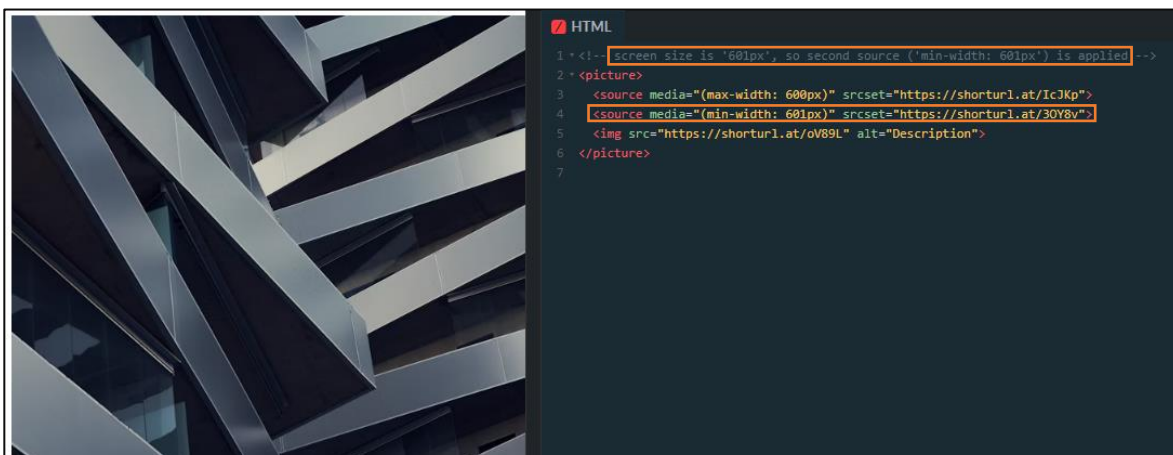 HTML
1 <!-- screen size is '601px', so second source ('min-width: 601px') is applied -->
2 <picture>
3 <source media="(max-width: 600px)" srcset="https://shorturl.at/IcJKp">
4 <source media="(min-width: 601px)" srcset="https://shorturl.at/3OY8v">
5 <img src="https://shorturl.at/oV89L" alt="Description">
6 </picture>
7